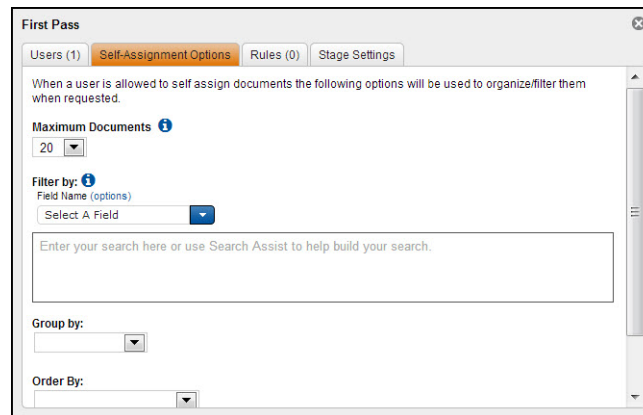 First Pass
Users (1) Self-Assignment Options Rules (0) Stage Settings
When a user is allowed to self assign documents the following options will be used to organize/filter them
when requested.
Maximum Documents
20
Filter by:
Field Name (options)
Select A Field
Enter your search here or use Search Assist to help build your search.
Group by:
Order By: